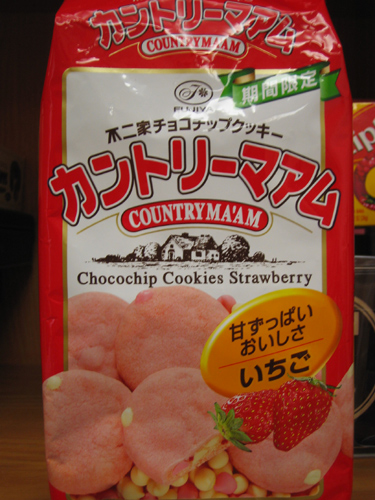 カントリーマアム
COUNTRYMA'AM
期間限定
FUJIYA
不二家チョコチップクッキー
カントリーマアム
COUNTRYMA'AM
Chocochip Cookies Strawberry
甘ずっぱい
おいしさ
いちご